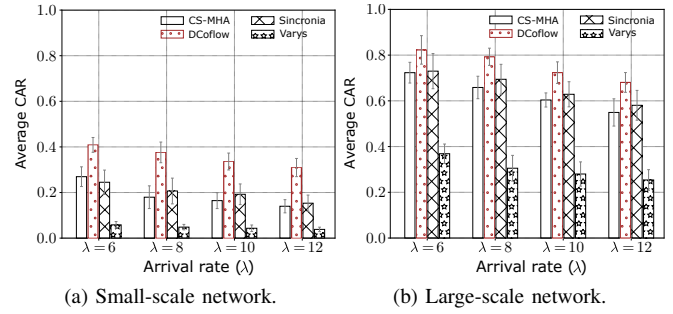 CS-MHA
DCoflow
Sincronia
Varys
1.0
0.8
0.6
0.4
0.2
0.0
Average CAR
λ = 6
λ = 8
λ = 10
λ = 12
Arrival rate (λ)
(a) Small-scale network.
CS-MHA
DCoflow
Sincronia
Varys
1.0
0.8
0.6
0.4
0.2
0.0
Average CAR
λ = 6
λ = 8
λ = 10
λ = 12
Arrival rate (λ)
(b) Large-scale network.